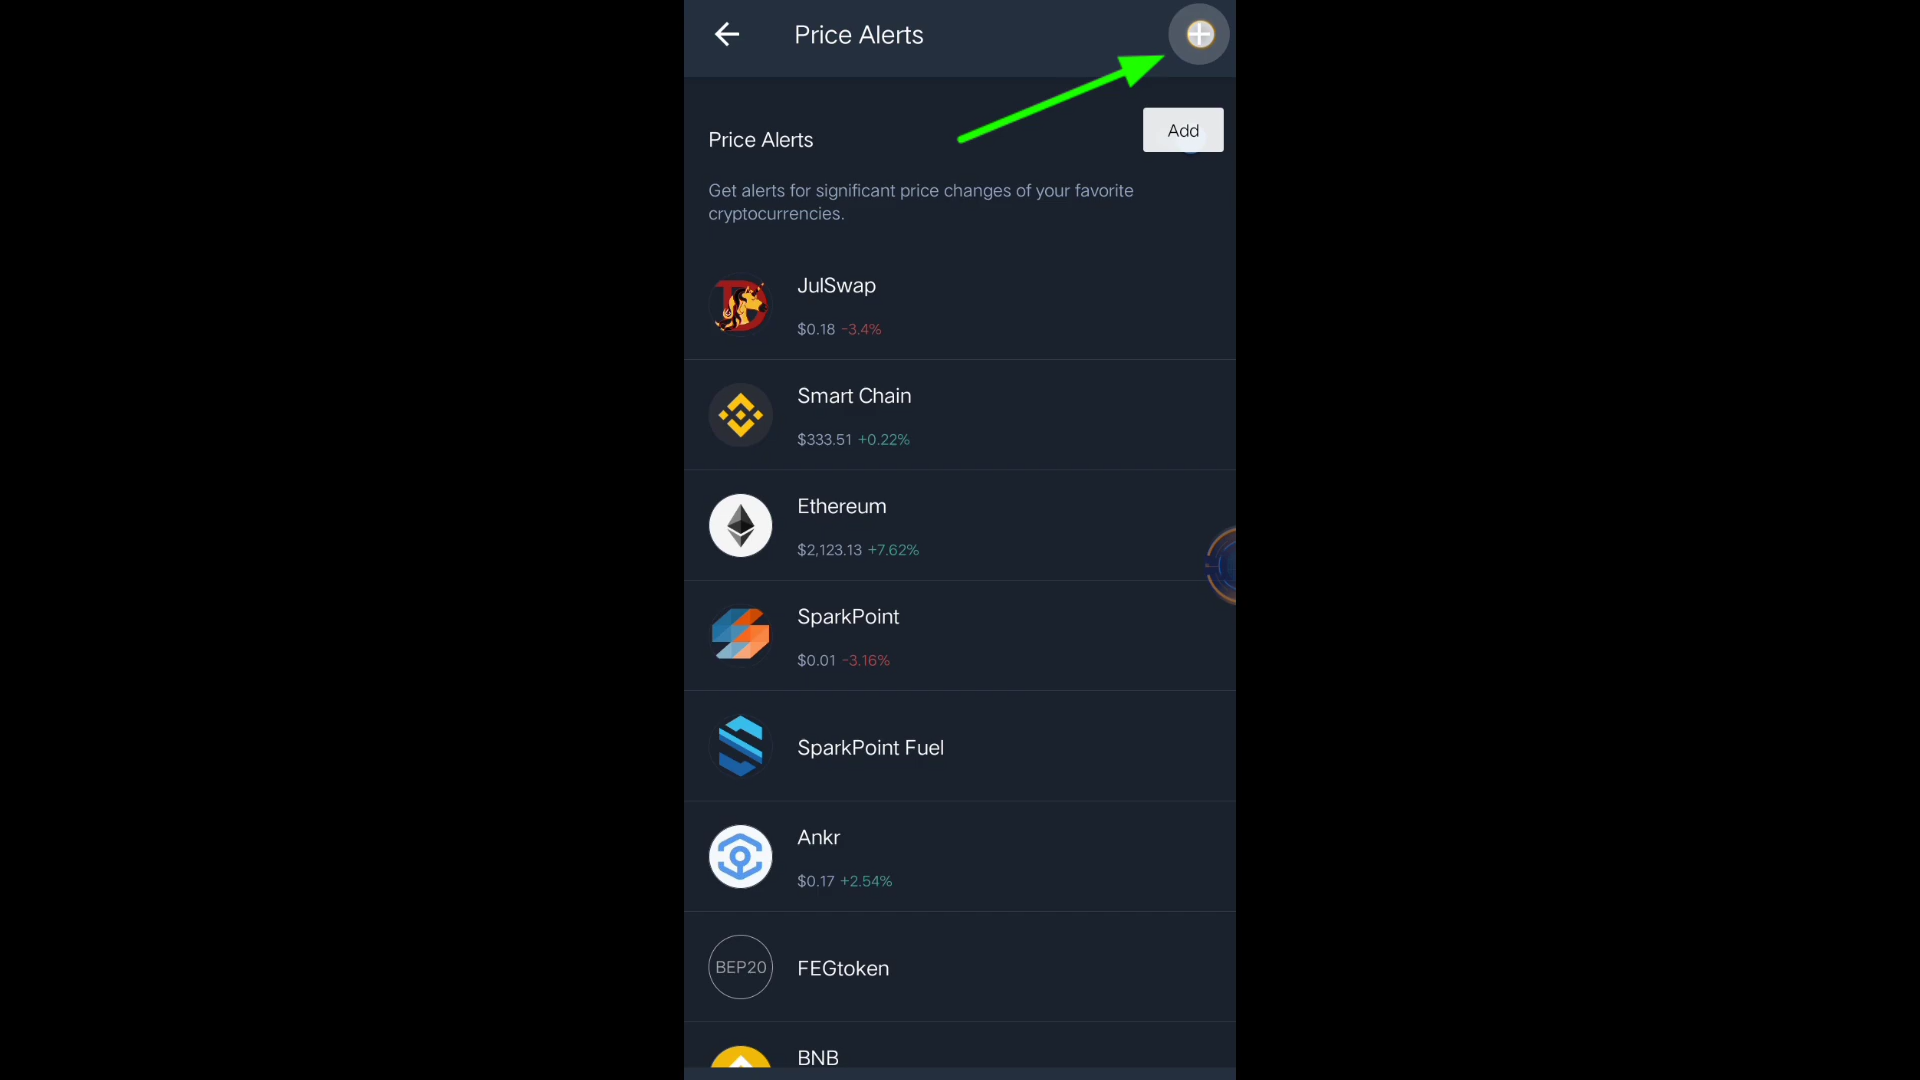 Price Alerts
Add
Price Alerts
Get alerts for significant price changes of your favorite
cryptocurrencies.
JulSwap
$0.18 -3.4%
Smart Chain
$333.51 +0.22%
Ethereum
$2,123.13 +7.62%
SparkPoint
$0.01 -3.16%
SparkPoint Fuel
Ankr
$0.17 +2.54%
BEP20 FEGtoken
BNB